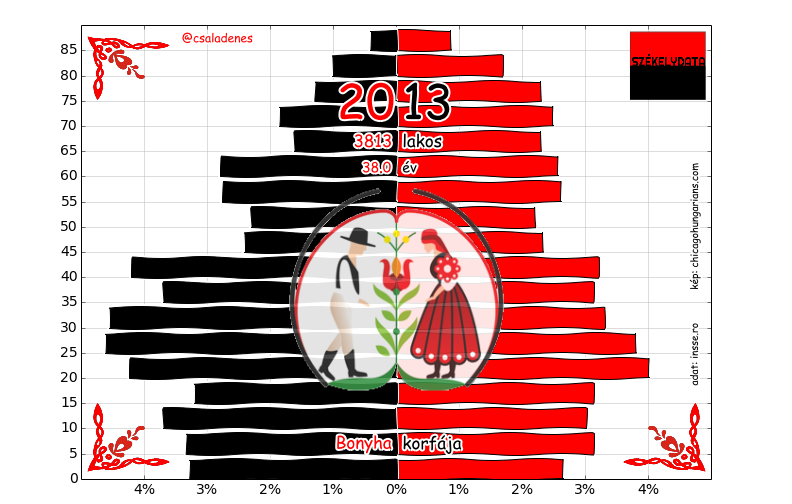 @csaladenes
SZÉKELYDATA
2013
3813 lakos
38.0 év
kép: chicagohungarians.com
adat: insse.ro
Bonyha korfája
85
80
75
70
65
60
55
50
45
40
35
30
25
20
15
10
5
0
4% 3% 2% 1% 0% 1% 2% 3% 4%